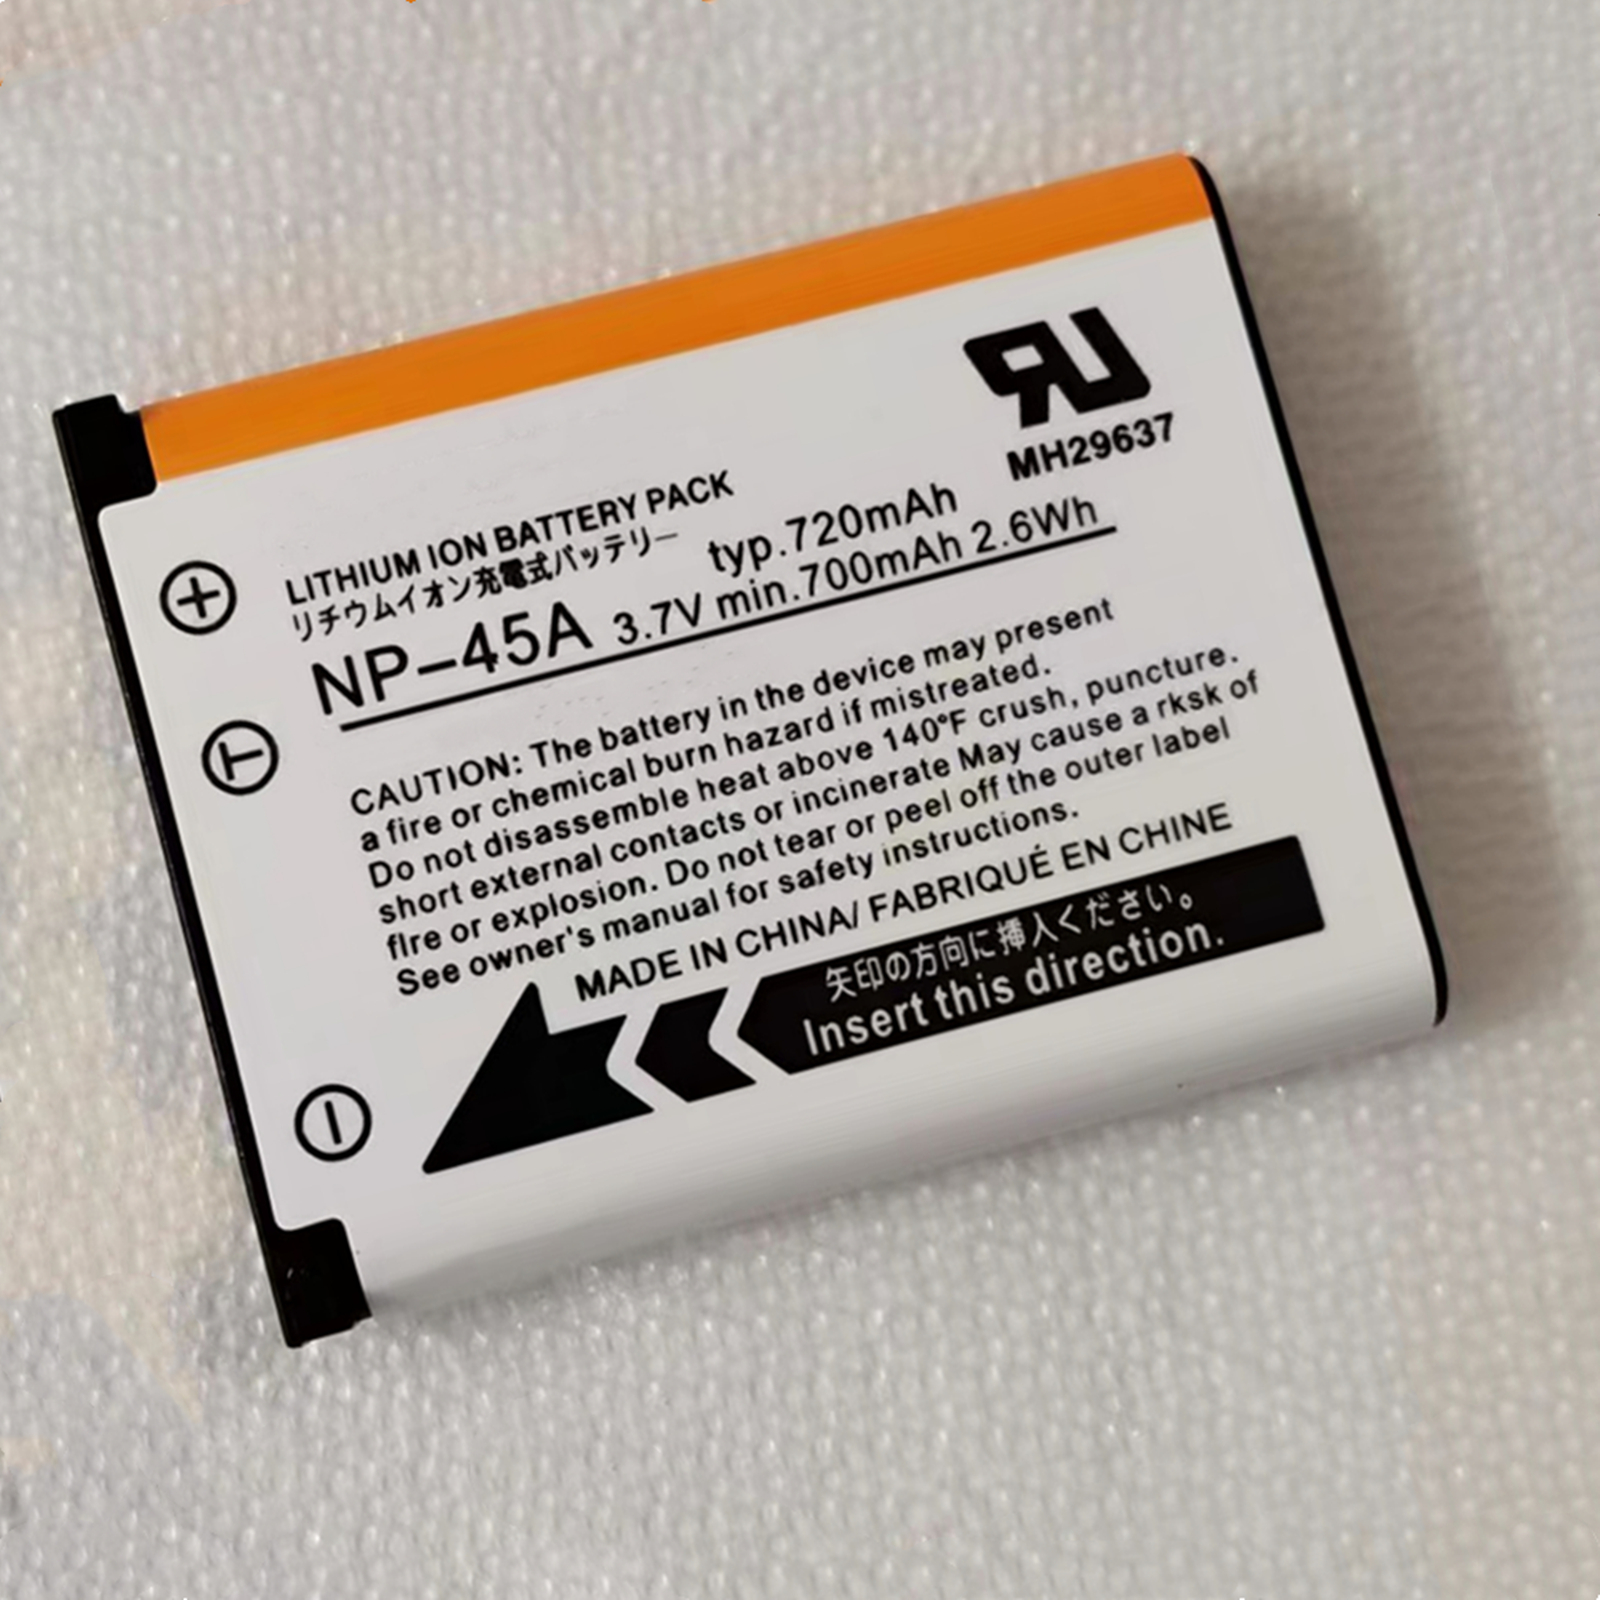 RU
MH29637
LITHIUM ION BATTERY PACK
リチウムイオン充電式バッテリー
typ.720mAh
NP-45A 3.7V min.700mAh 2.6Wh
CAUTION: The battery in the device may present
a fire or chemical burn hazard if mistreated.
Do not disassemble heat above 140°F crush, puncture.
short external contacts or incinerate May cause a rksk of
fIre or explosion. Do not tear or peel off the outer label
See owner's manual for safety instructions.
MADE IN CHINA/ FABRIQUÉ EN CHINE
矢印の方向に挿入ください。
Insert this direction.
+
T
−